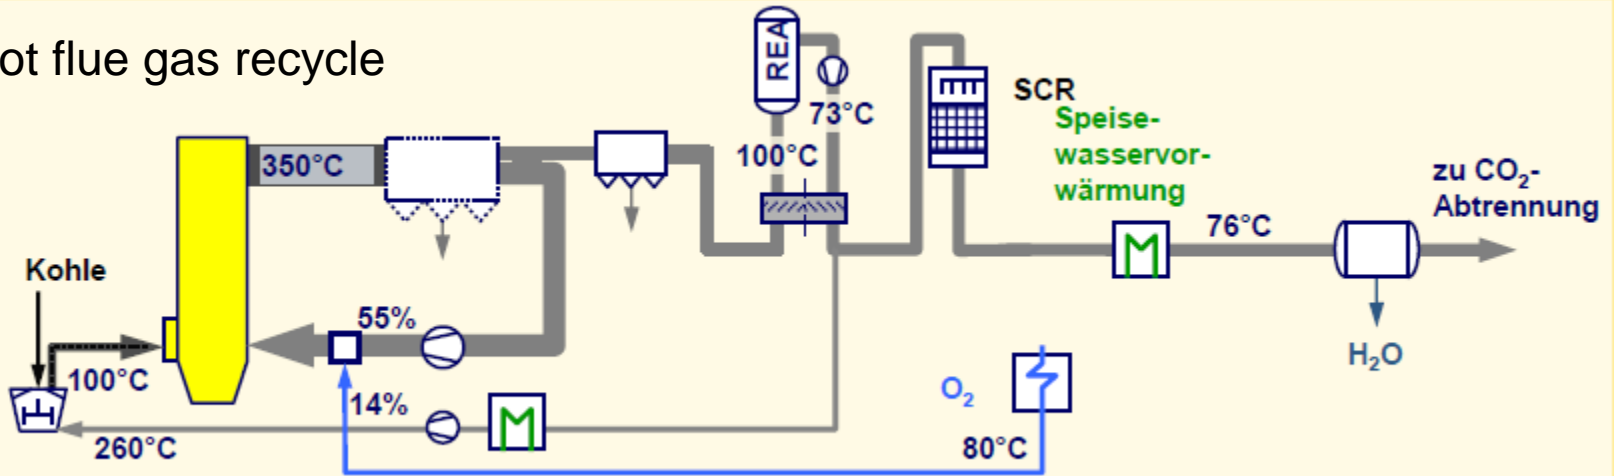 ot flue gas recycle
REA
73°C
100°C
SCR
Speise-
wasservor-
wärmung
350°C
zu CO₂-
Abtrennung
76°C
Kohle
55%
100°C
H₂O
O₂
14%
260°C
80°C